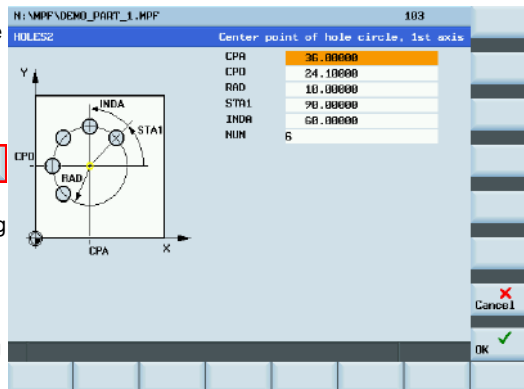 N:\MPF\DEMO_PART_1.MPF 103
HOLES2 Center point of hole circle, 1st axis
CPA 36.00000
CPO 24.10000
RAD 10.00000
STA1 90.00000
INDA 60.00000
NUM 6
Y
INDA
STA1
CPO
RAD
CPA
X
e
g
Cancel
OK